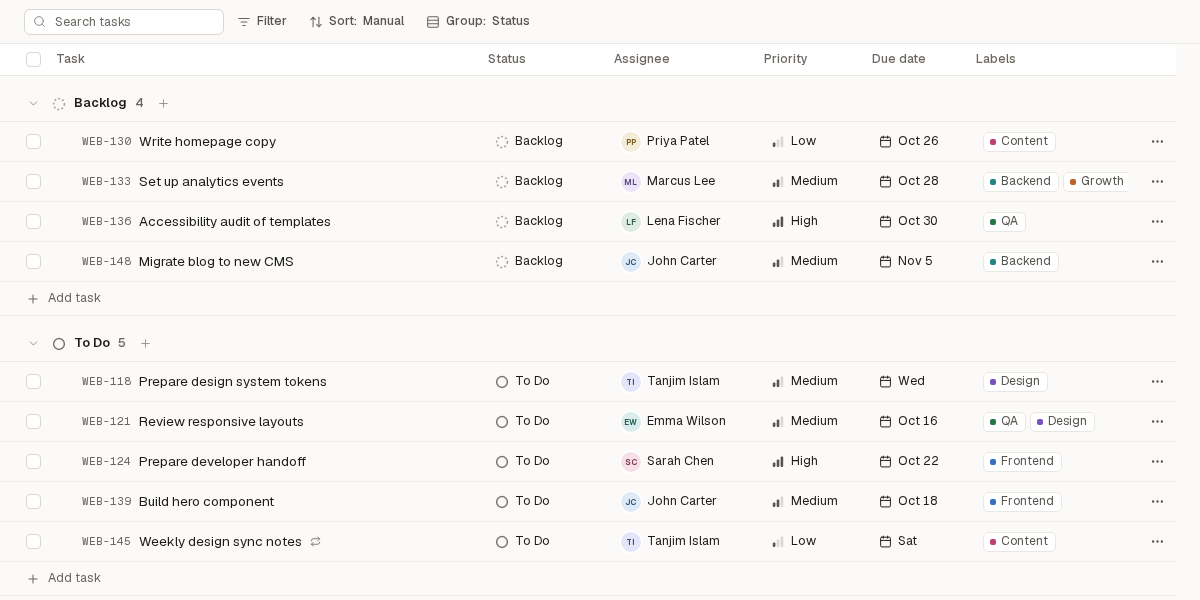 Search tasks Filter Sort: Manual Group: Status
Task Status Assignee Priority Due date Labels
Backlog 4
WEB-130 Write homepage copy Backlog PP Priya Patel Low Oct 26 Content
WEB-133 Set up analytics events Backlog ML Marcus Lee Medium Oct 28 Backend Growth
WEB-136 Accessibility audit of templates Backlog LF Lena Fischer High Oct 30 QA
WEB-148 Migrate blog to new CMS Backlog JC John Carter Medium Nov 5 Backend
Add task
To Do 5
WEB-118 Prepare design system tokens To Do TI Tanjim Islam Medium Wed Design
WEB-121 Review responsive layouts To Do EW Emma Wilson Medium Oct 16 QA Design
WEB-124 Prepare developer handoff To Do SC Sarah Chen High Oct 22 Frontend
WEB-139 Build hero component To Do JC John Carter Medium Oct 18 Frontend
WEB-145 Weekly design sync notes To Do TI Tanjim Islam Low Sat Content
Add task